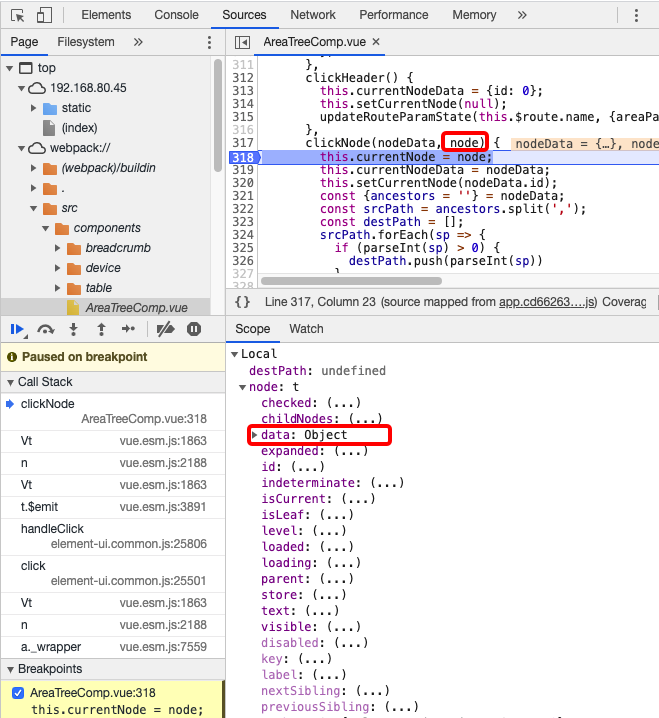 Elements Console Sources Network Performance Memory »
Page Filesystem »
top
192.168.80.45
static
(index)
webpack://
(webpack)/buildin
.
src
components
breadcrumb
device
table
AreaTreeComp.vue
AreaTreeComp.vue ×
311 },
312 clickHeader() {
313 this.currentNodeData = {id: 0};
314 this.setCurrentNode(null);
315 updateRouteParamState(this.$route.name, {areaPa
316 },
317 clickNode(nodeData, node) { nodeData = {…}, node
318 this.currentNode = node;
319 this.currentNodeData = nodeData;
320 this.setCurrentNode(nodeData.id);
321 const {ancestors = ''} = nodeData;
322 const srcPath = ancestors.split(',');
323 const destPath = [];
324 srcPath.forEach(sp => {
325 if (parseInt(sp) > 0) {
326 destPath.push(parseInt(sp))
327 }
328
{} Line 317, Column 23 (source mapped from app.cd66263….js) Coverag
Paused on breakpoint
Call Stack
clickNode
AreaTreeComp.vue:318
Vt vue.esm.js:1863
n vue.esm.js:2188
Vt vue.esm.js:1863
t.$emit vue.esm.js:3891
handleClick
element-ui.common.js:25806
click
element-ui.common.js:25501
Vt vue.esm.js:1863
n vue.esm.js:2188
a._wrapper vue.esm.js:7559
Breakpoints
AreaTreeComp.vue:318
this.currentNode = node;
Scope Watch
Local
destPath: undefined
node: t
checked: (...)
childNodes: (...)
data: Object
expanded: (...)
id: (...)
indeterminate: (...)
isCurrent: (...)
isLeaf: (...)
level: (...)
loaded: (...)
loading: (...)
parent: (...)
store: (...)
text: (...)
visible: (...)
disabled: (...)
key: (...)
label: (...)
nextSibling: (...)
previousSibling: (...)